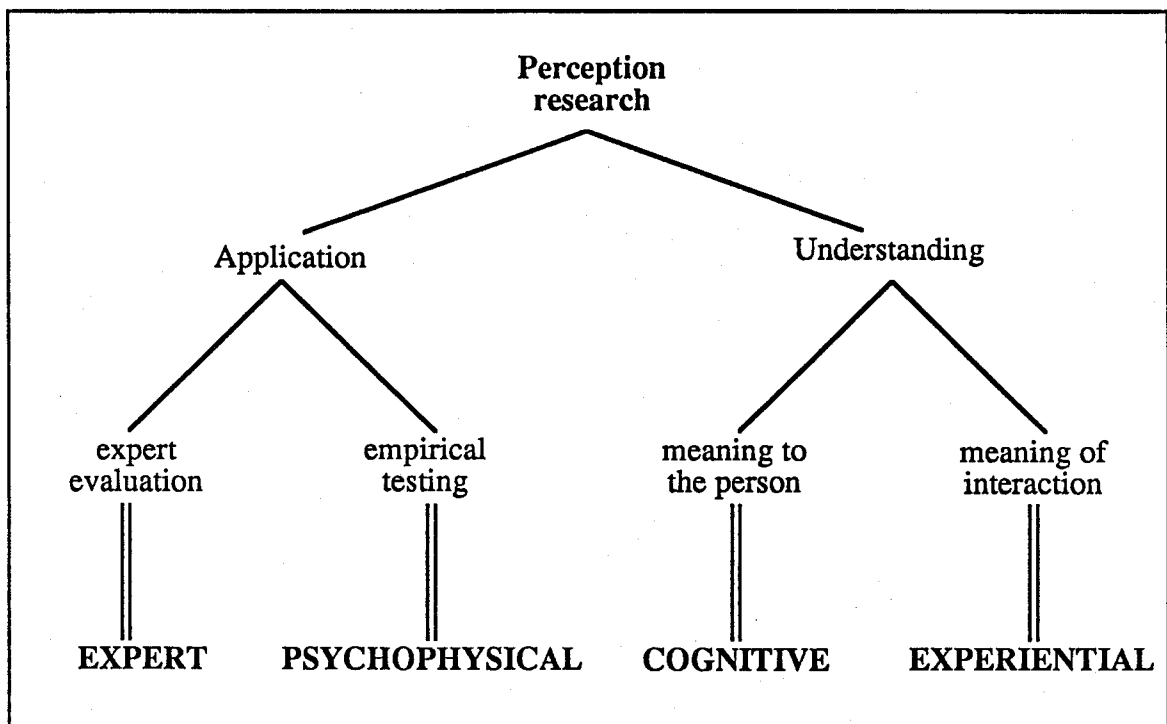 Perception
research
Application
Understanding
expert
evaluation
empirical
testing
meaning to
the person
meaning of
interaction
EXPERT
PSYCHOPHYSICAL
COGNITIVE
EXPERIENTIAL